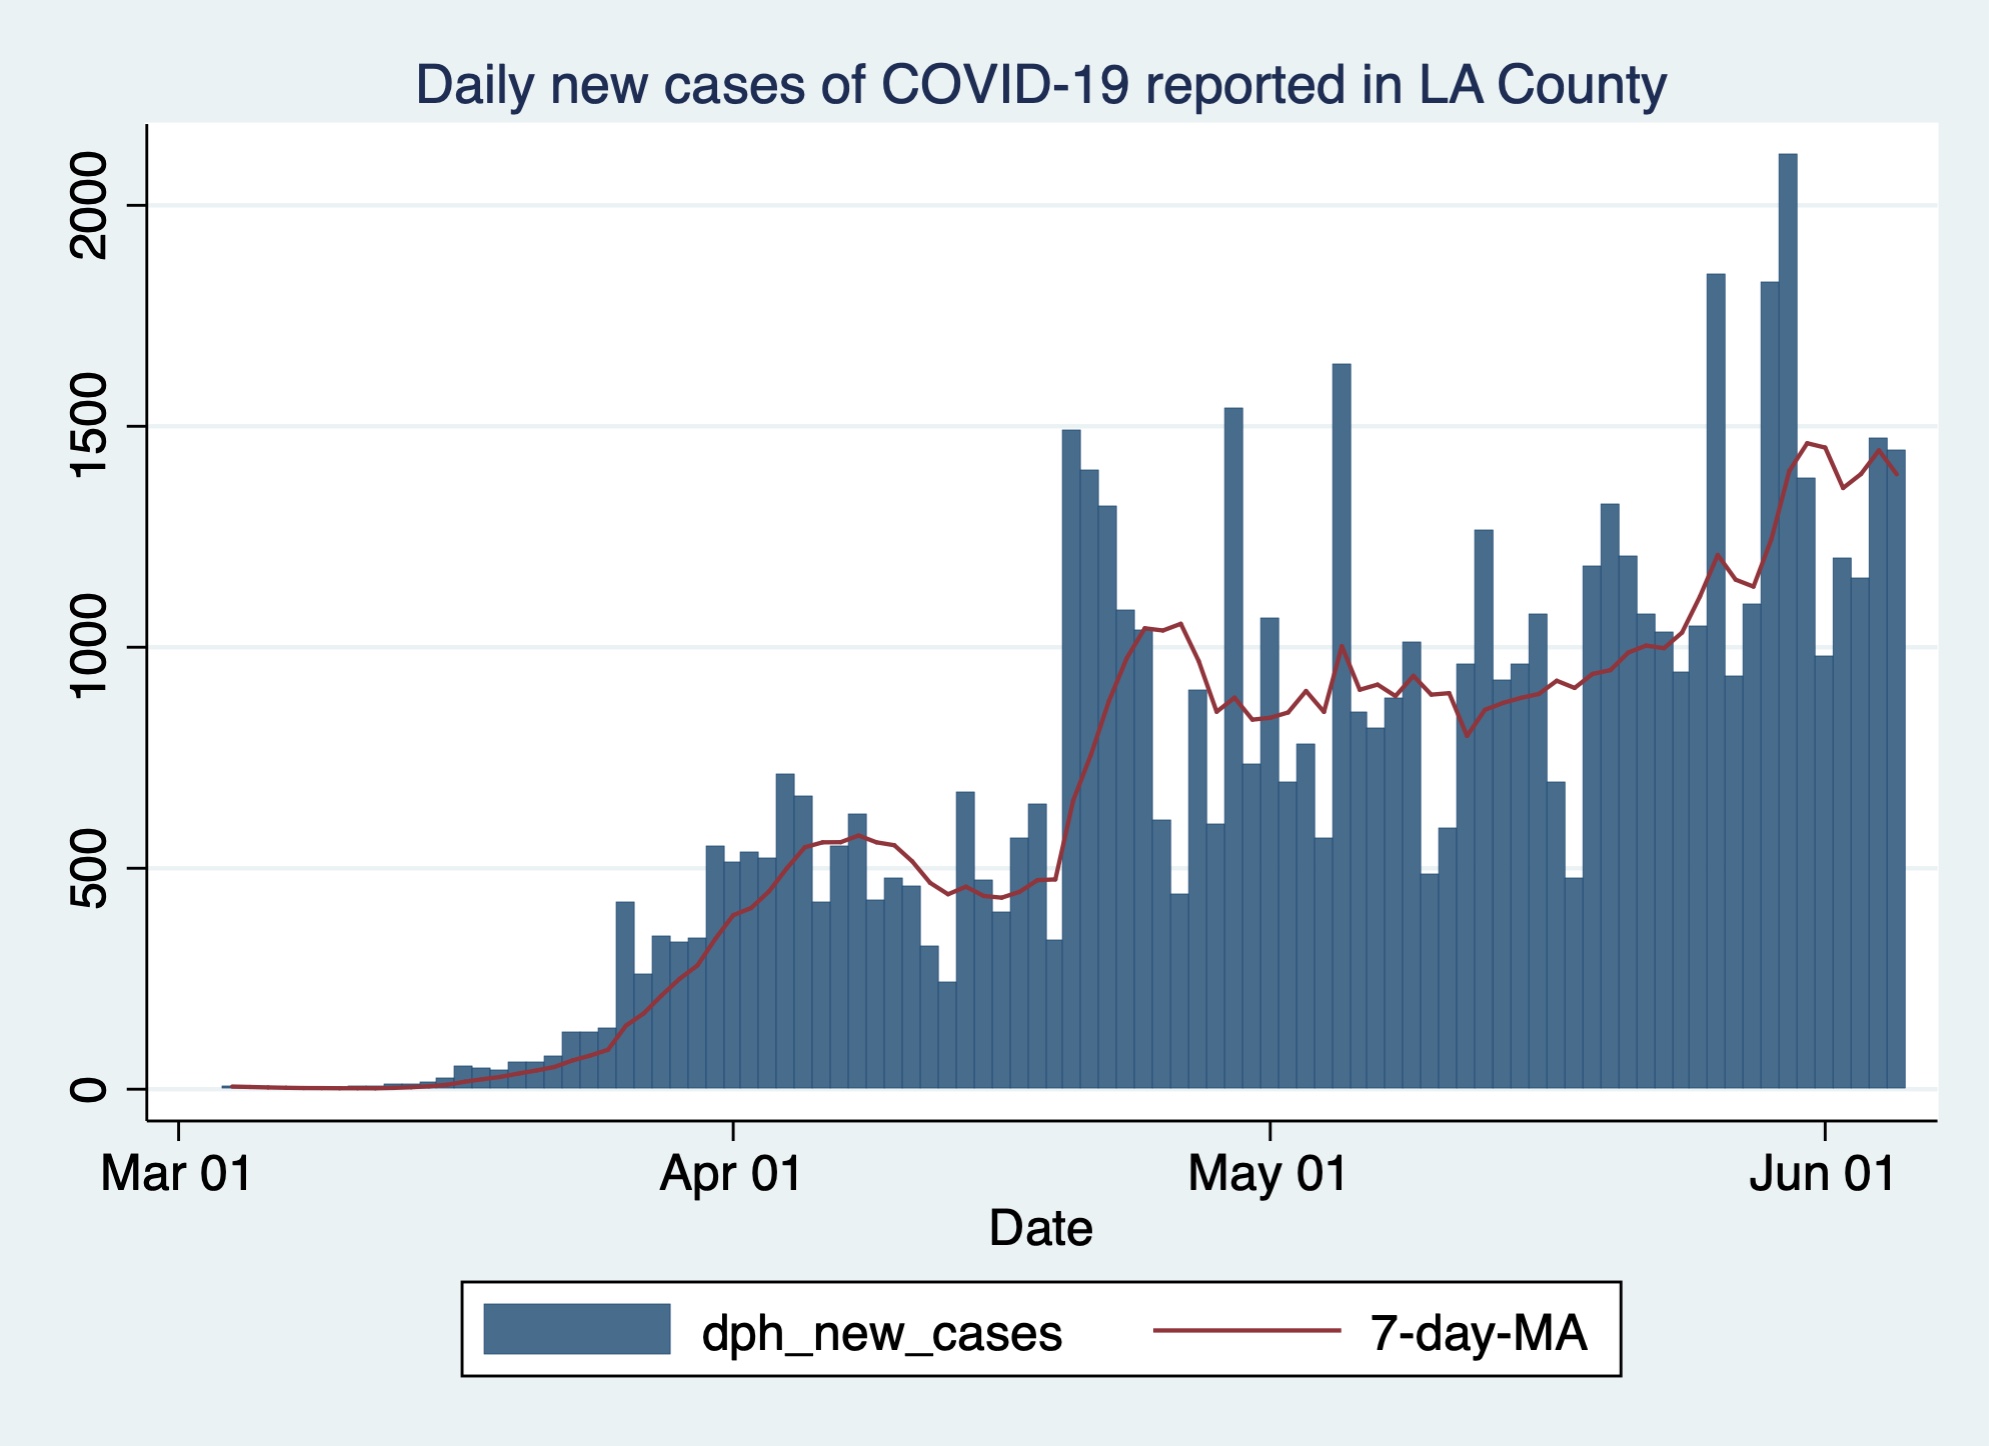 Daily new cases of COVID-19 reported in LA County
2000
1500
1000
500
0
Mar 01 Apr 01 May 01 Jun 01
Date
dph_new_cases 7-day-MA